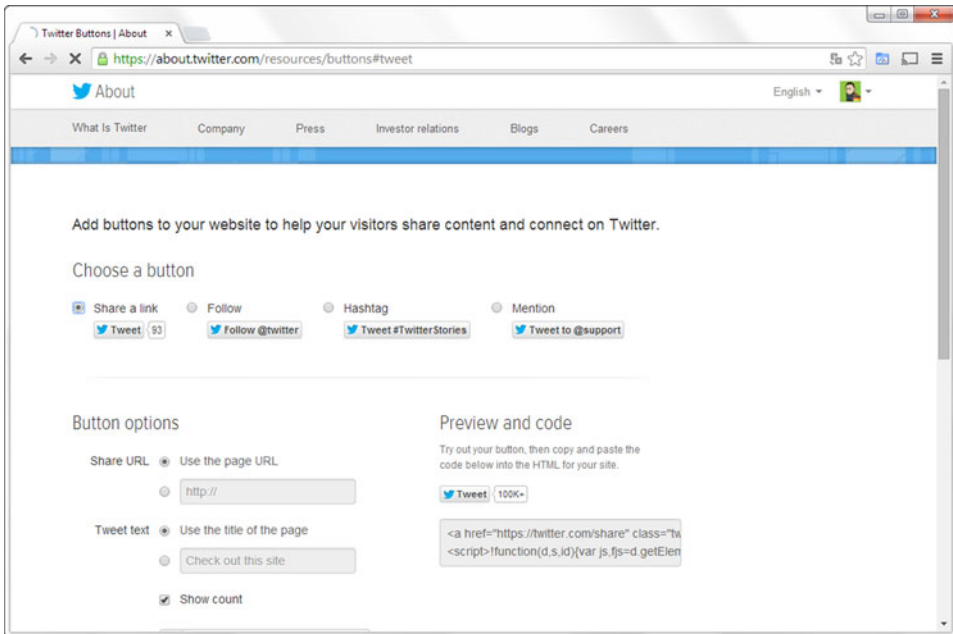 Twitter Buttons | About
https://about.twitter.com/resources/buttons#tweet
About
English
What Is Twitter Company Press Investor relations Blogs Careers
Add buttons to your website to help your visitors share content and connect on Twitter.
Choose a button
Share a link Follow Hashtag Mention
Tweet 93 Follow @twitter Tweet #TwitterStories Tweet to @support
Button options
Share URL Use the page URL
http://
Tweet text Use the title of the page
Check out this site
Show count
Preview and code
Try out your button, then copy and paste the
code below into the HTML for your site.
Tweet 100K+
<a href="https://twitter.com/share" class="tw
<script>!function(d,s,id){var js,fjs=d.getElem